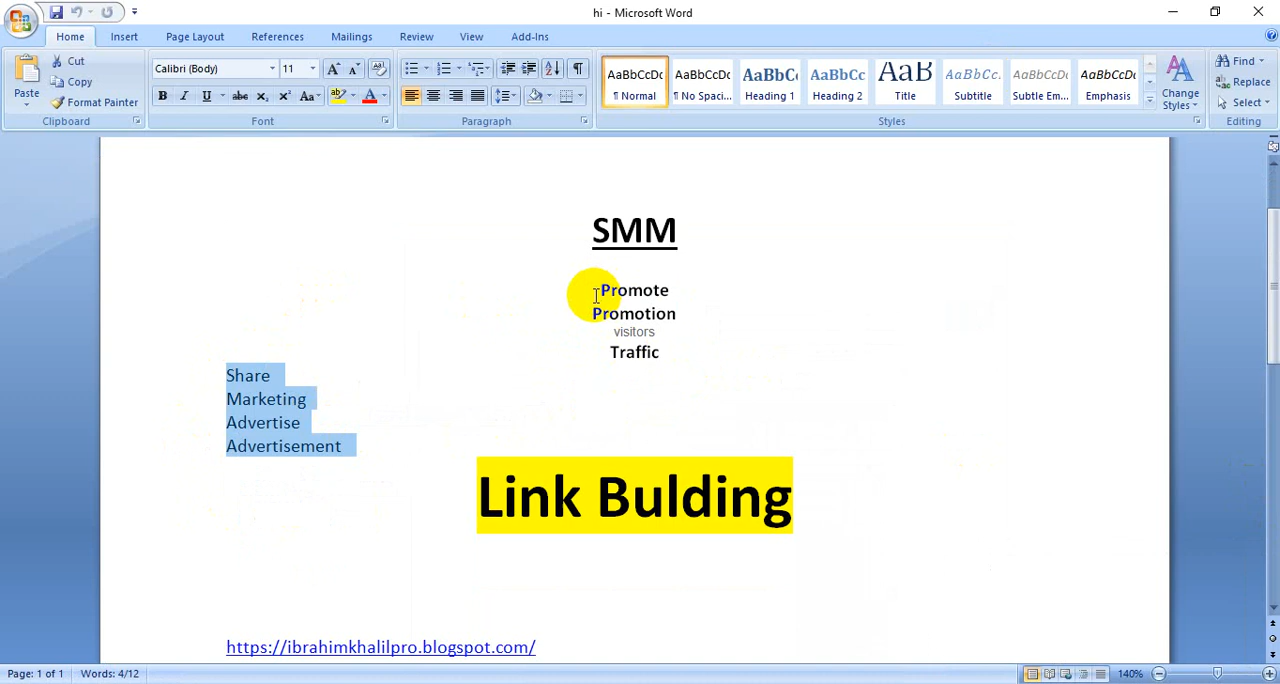 hi - Microsoft Word
Home Insert Page Layout References Mailings Review View Add-Ins
Paste
Cut
Copy
Format Painter
Clipboard
Calibri (Body) 11
Font
Paragraph
AaBbCcDc AaBbCcDc AaBbC( AaBbCc AaB AaBbCc. AaBbCcDc AaBbCcDc
¶ Normal ¶ No Spaci... Heading 1 Heading 2 Title Subtitle Subtle Em... Emphasis
Change Styles
Styles
Find
Replace
Select
Editing
SMM
Promote
Promotion
visitors
Traffic
Share
Marketing
Advertise
Advertisement
Link Bulding
https://ibrahimkhalilpro.blogspot.com/
Page: 1 of 1 Words: 4/12 140%